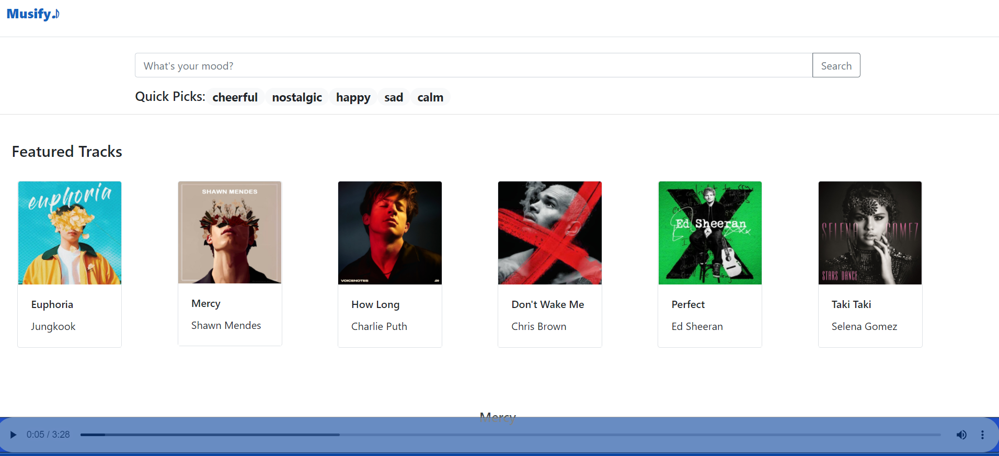 Musify♪
What's your mood?
Search
Quick Picks: cheerful nostalgic happy sad calm
Featured Tracks
euphoria
Euphoria
Jungkook
SHAWN MENDES
Mercy
Shawn Mendes
VOICENOTES
How Long
Charlie Puth
Don't Wake Me
Chris Brown
Ed Sheeran
Perfect
Ed Sheeran
SELENA GOMEZ
STARS DANCE
Taki Taki
Selena Gomez
Mercy
0:05 / 3:28